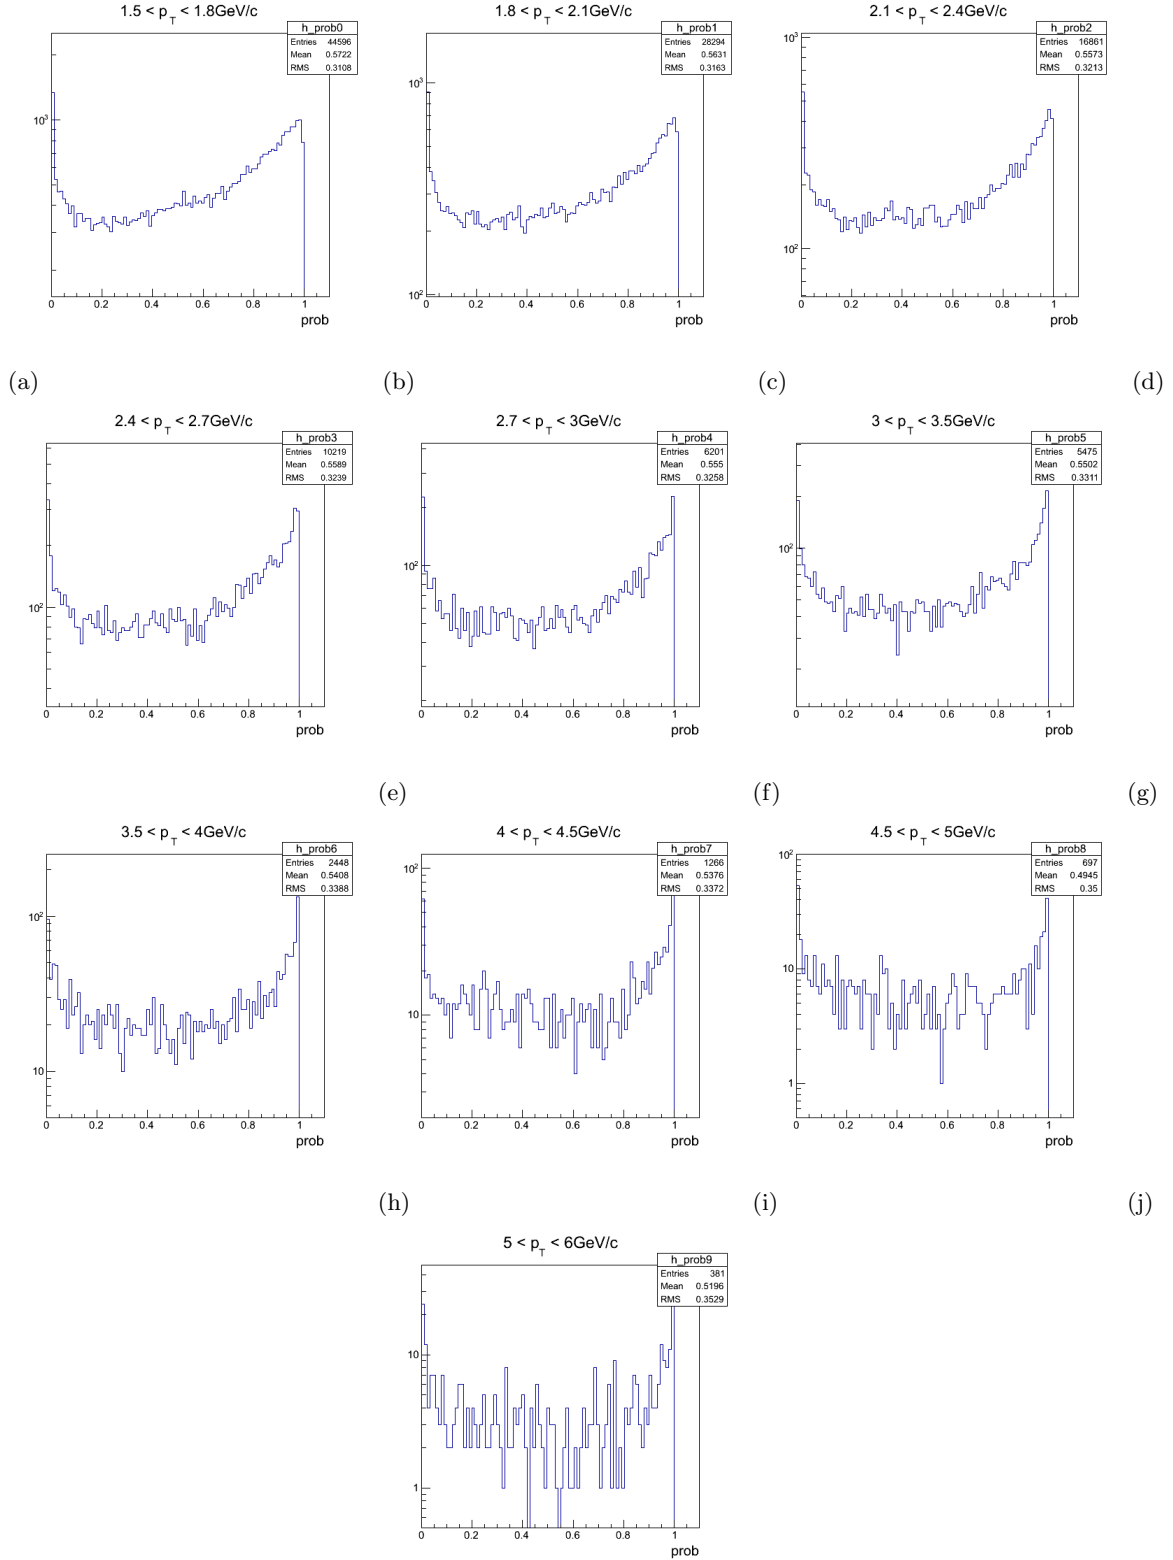 1.5 < p_T < 1.8GeV/c
h_prob0
Entries 44596
Mean 0.5722
RMS 0.3108
10^3
0 0.2 0.4 0.6 0.8 1
prob
1.8 < p_T < 2.1GeV/c
h_prob1
Entries 28294
Mean 0.5631
RMS 0.3163
10^3
10^2
0 0.2 0.4 0.6 0.8 1
prob
2.1 < p_T < 2.4GeV/c
h_prob2
Entries 16861
Mean 0.5573
RMS 0.3213
10^3
10^2
0 0.2 0.4 0.6 0.8 1
prob
(a) (b) (c) (d)
2.4 < p_T < 2.7GeV/c
h_prob3
Entries 10219
Mean 0.5589
RMS 0.3239
10^2
0 0.2 0.4 0.6 0.8 1
prob
2.7 < p_T < 3GeV/c
h_prob4
Entries 6201
Mean 0.555
RMS 0.3258
10^2
0 0.2 0.4 0.6 0.8 1
prob
3 < p_T < 3.5GeV/c
h_prob5
Entries 5475
Mean 0.5502
RMS 0.3311
10^2
0 0.2 0.4 0.6 0.8 1
prob
(e) (f) (g)
3.5 < p_T < 4GeV/c
h_prob6
Entries 2448
Mean 0.5408
RMS 0.3388
10^2
10
0 0.2 0.4 0.6 0.8 1
prob
4 < p_T < 4.5GeV/c
h_prob7
Entries 1266
Mean 0.5376
RMS 0.3372
10^2
10
0 0.2 0.4 0.6 0.8 1
prob
4.5 < p_T < 5GeV/c
h_prob8
Entries 697
Mean 0.4945
RMS 0.35
10^2
10
1
0 0.2 0.4 0.6 0.8 1
prob
(h) (i) (j)
5 < p_T < 6GeV/c
h_prob9
Entries 381
Mean 0.5196
RMS 0.3529
10
1
0 0.2 0.4 0.6 0.8 1
prob